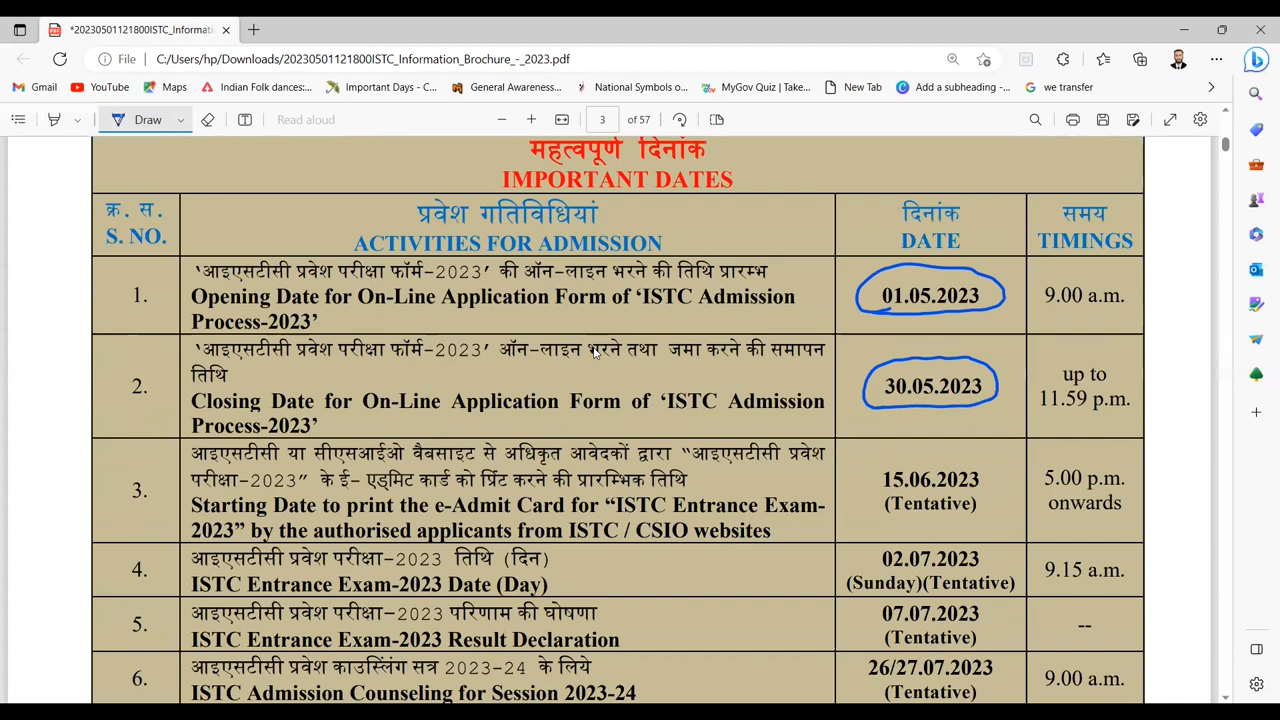 *20230501121800ISTC_Informati
File
C:/Users/hp/Downloads/20230501121800ISTC_Information_Brochure_-_2023.pdf
Gmail
YouTube
Maps
Indian Folk dances:...
Important Days - C...
General Awareness...
National Symbols o...
MyGov Quiz | Take...
New Tab
Add a subheading -...
we transfer
Draw
Read aloud
3
of 57
महत्वपूर्ण दिनांक
IMPORTANT DATES
क्र. स.
S. NO.
प्रवेश गतिविधियां
ACTIVITIES FOR ADMISSION
दिनांक
DATE
समय
TIMINGS
1.
'आइएसटीसी प्रवेश परीक्षा फॉर्म-2023' की ऑन-लाइन भरने की तिथि प्रारम्भ
Opening Date for On-Line Application Form of ‘ISTC Admission
Process-2023’
01.05.2023
9.00 a.m.
2.
'आइएसटीसी प्रवेश परीक्षा फॉर्म-2023' ऑन-लाइन भरने तथा जमा करने की समापन
तिथि
Closing Date for On-Line Application Form of ‘ISTC Admission
Process-2023’
30.05.2023
up to
11.59 p.m.
3.
आइएसटीसी या सीएसआईओ वैबसाइट से अधिकृत आवेदकों द्वारा "आइएसटीसी प्रवेश
परीक्षा-2023" के ई- एड्मिट कार्ड को प्रिंट करने की प्रारम्भिक तिथि
Starting Date to print the e-Admit Card for “ISTC Entrance Exam-
2023” by the authorised applicants from ISTC / CSIO websites
15.06.2023
(Tentative)
5.00 p.m.
onwards
4.
आइएसटीसी प्रवेश परीक्षा-2023 तिथि (दिन)
ISTC Entrance Exam-2023 Date (Day)
02.07.2023
(Sunday)(Tentative)
9.15 a.m.
5.
आइएसटीसी प्रवेश परीक्षा-2023 परिणाम की घोषणा
ISTC Entrance Exam-2023 Result Declaration
07.07.2023
(Tentative)
--
6.
आइएसटीसी प्रवेश काउस्लिंग सत्र 2023-24 के लिये
ISTC Admission Counseling for Session 2023-24
26/27.07.2023
(Tentative)
9.00 a.m.